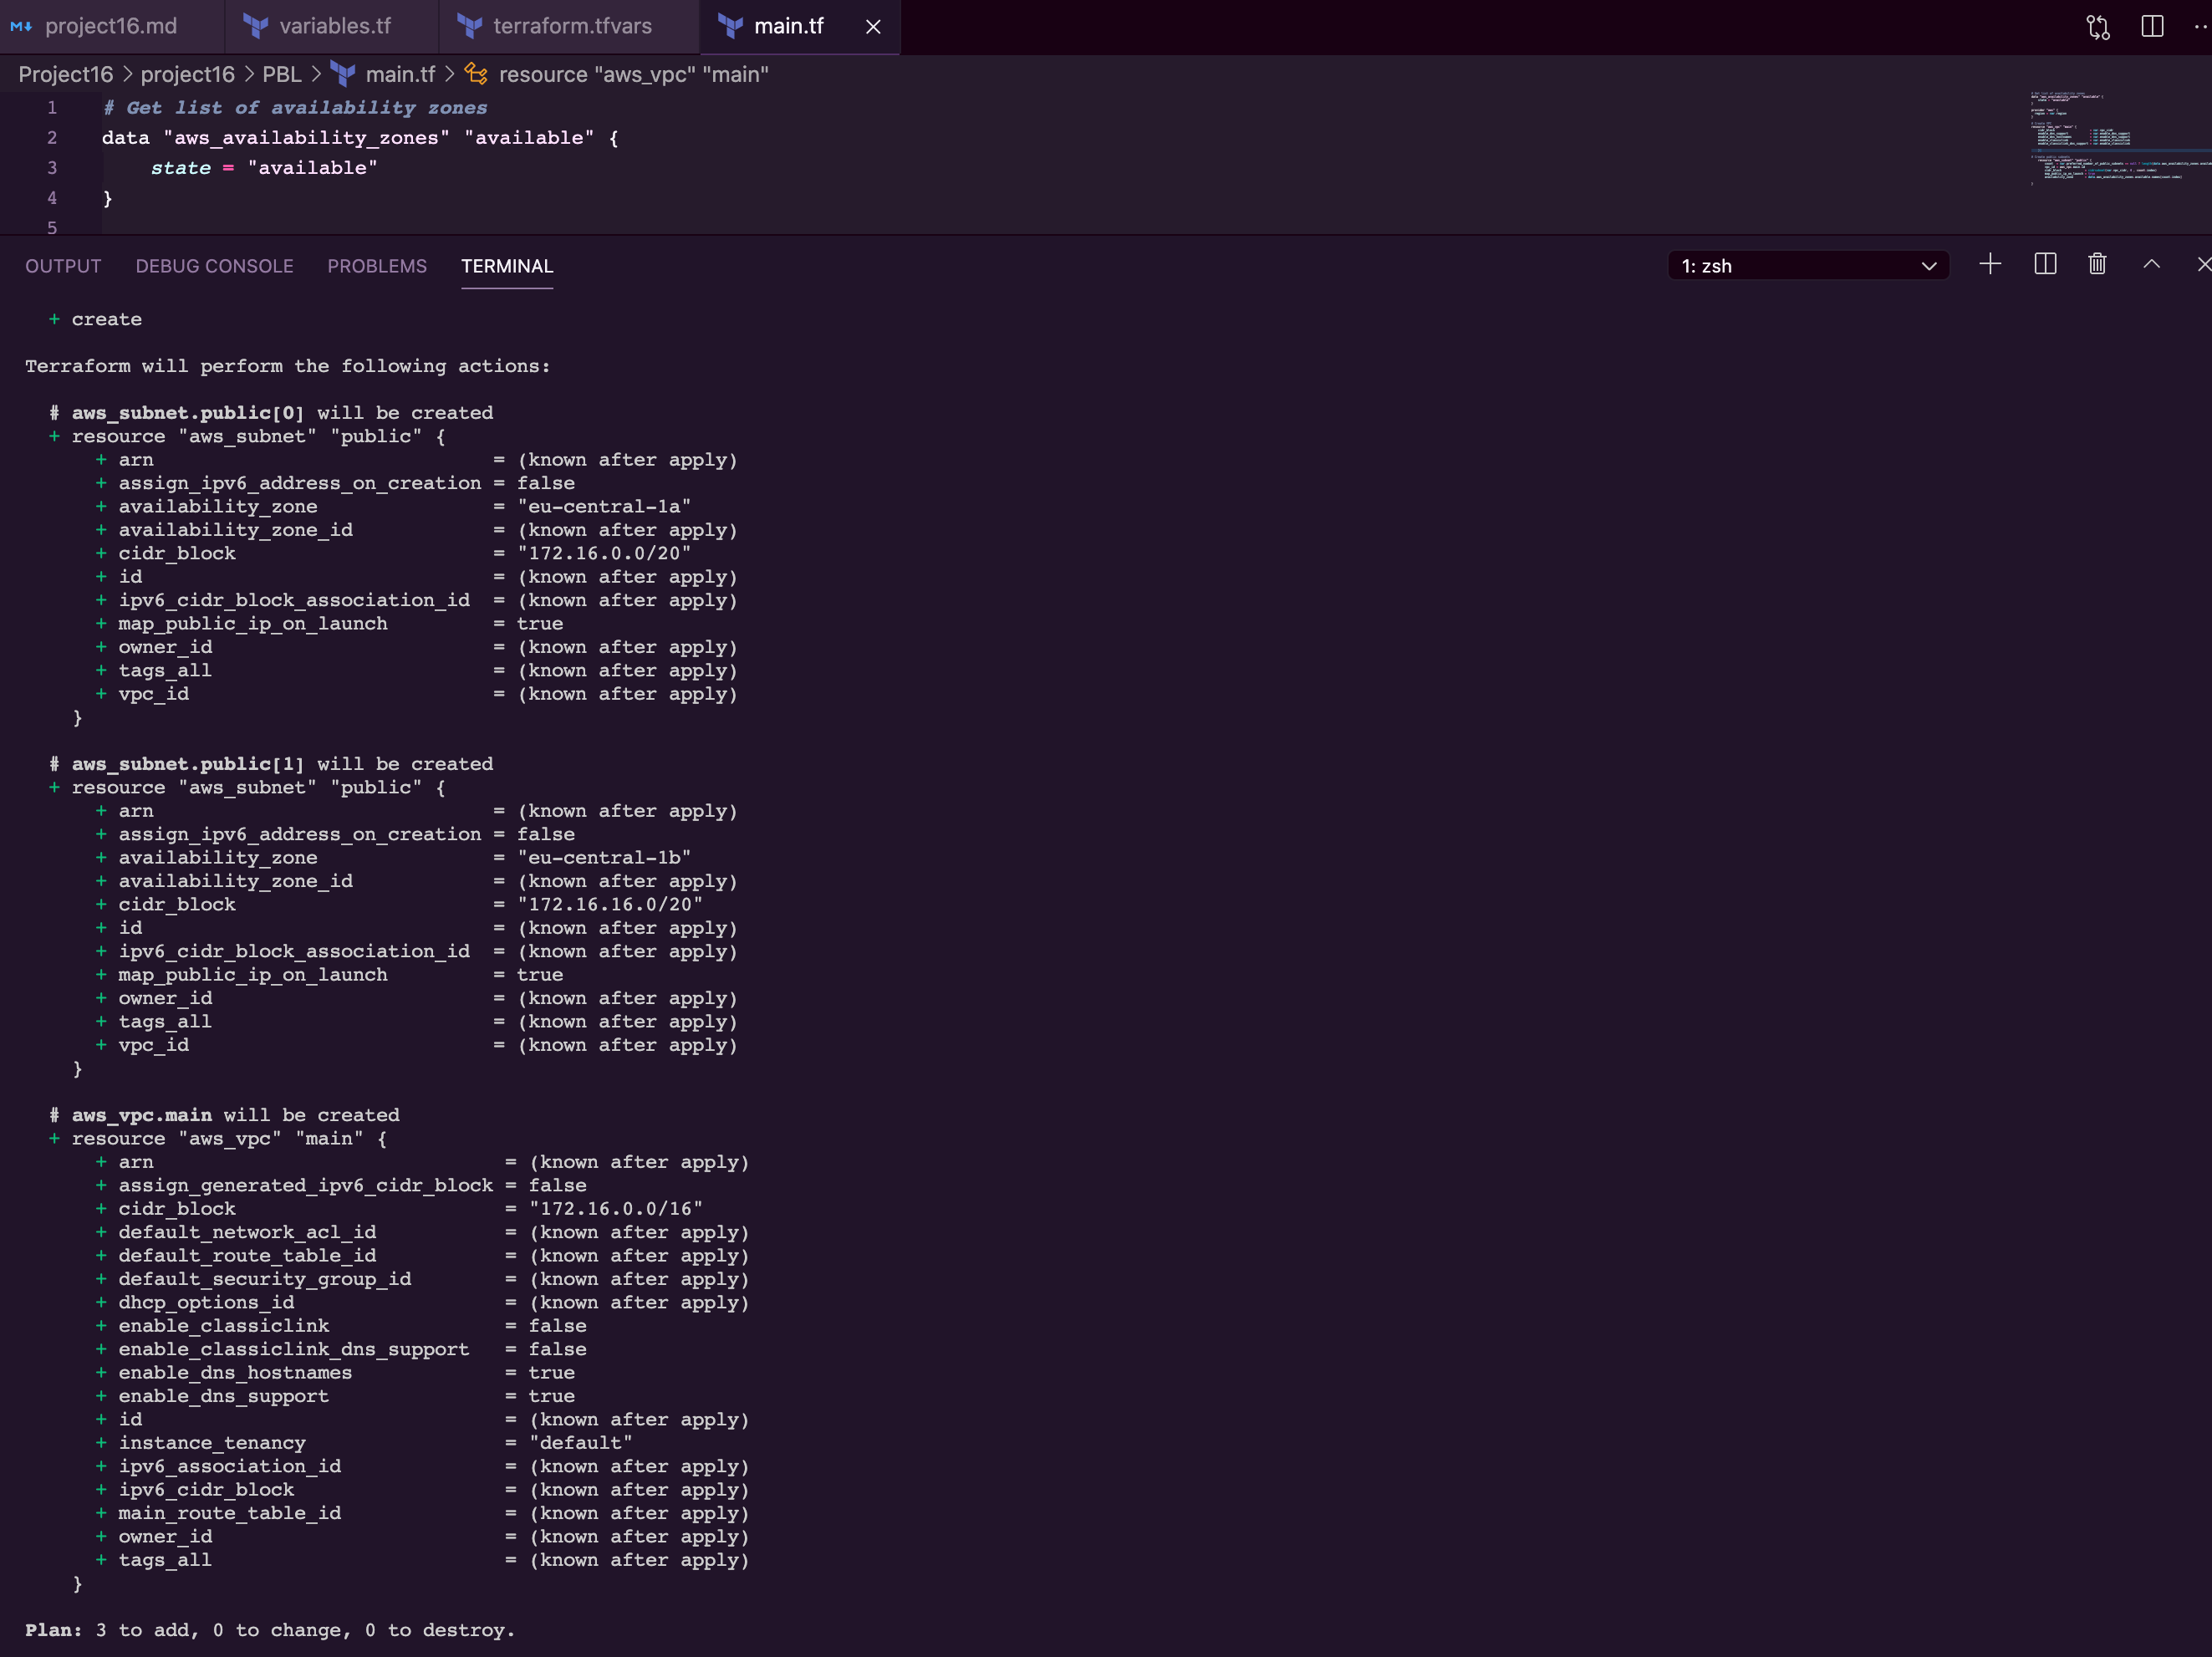 project16.md variables.tf terraform.tfvars main.tf
Project16 > project16 > PBL > main.tf > resource "aws_vpc" "main"
1 # Get list of availability zones
2 data "aws_availability_zones" "available" {
3 state = "available"
4 }
5
OUTPUT DEBUG CONSOLE PROBLEMS TERMINAL 1: zsh
+ create
Terraform will perform the following actions:
# aws_subnet.public[0] will be created
+ resource "aws_subnet" "public" {
+ arn = (known after apply)
+ assign_ipv6_address_on_creation = false
+ availability_zone = "eu-central-1a"
+ availability_zone_id = (known after apply)
+ cidr_block = "172.16.0.0/20"
+ id = (known after apply)
+ ipv6_cidr_block_association_id = (known after apply)
+ map_public_ip_on_launch = true
+ owner_id = (known after apply)
+ tags_all = (known after apply)
+ vpc_id = (known after apply)
}
# aws_subnet.public[1] will be created
+ resource "aws_subnet" "public" {
+ arn = (known after apply)
+ assign_ipv6_address_on_creation = false
+ availability_zone = "eu-central-1b"
+ availability_zone_id = (known after apply)
+ cidr_block = "172.16.16.0/20"
+ id = (known after apply)
+ ipv6_cidr_block_association_id = (known after apply)
+ map_public_ip_on_launch = true
+ owner_id = (known after apply)
+ tags_all = (known after apply)
+ vpc_id = (known after apply)
}
# aws_vpc.main will be created
+ resource "aws_vpc" "main" {
+ arn = (known after apply)
+ assign_generated_ipv6_cidr_block = false
+ cidr_block = "172.16.0.0/16"
+ default_network_acl_id = (known after apply)
+ default_route_table_id = (known after apply)
+ default_security_group_id = (known after apply)
+ dhcp_options_id = (known after apply)
+ enable_classiclink = false
+ enable_classiclink_dns_support = false
+ enable_dns_hostnames = true
+ enable_dns_support = true
+ id = (known after apply)
+ instance_tenancy = "default"
+ ipv6_association_id = (known after apply)
+ ipv6_cidr_block = (known after apply)
+ main_route_table_id = (known after apply)
+ owner_id = (known after apply)
+ tags_all = (known after apply)
}
Plan: 3 to add, 0 to change, 0 to destroy.